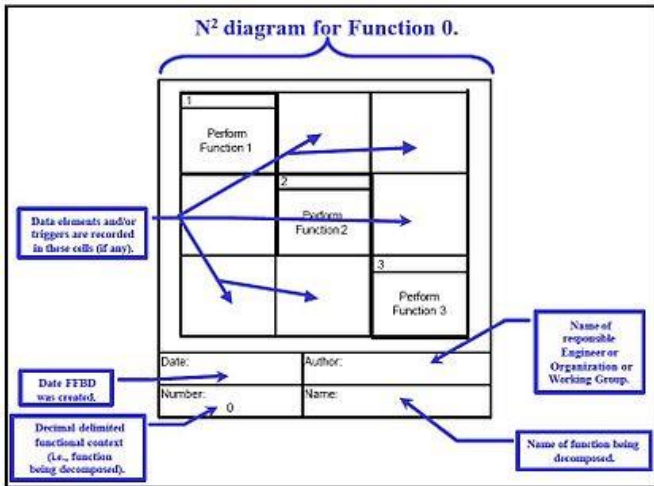 N² diagram for Function 0.
1
Perform
Function 1
2
Perform
Function 2
3
Perform
Function 3
Data elements and/or
triggers are recorded
in these cells (if any).
Date:
Author:
Number:
0
Name:
Date FFBD
was created.
Decimal delimited
functional context
(i.e., function
being decomposed).
Name of
responsible
Engineer or
Organization or
Working Group.
Name of function being
decomposed.